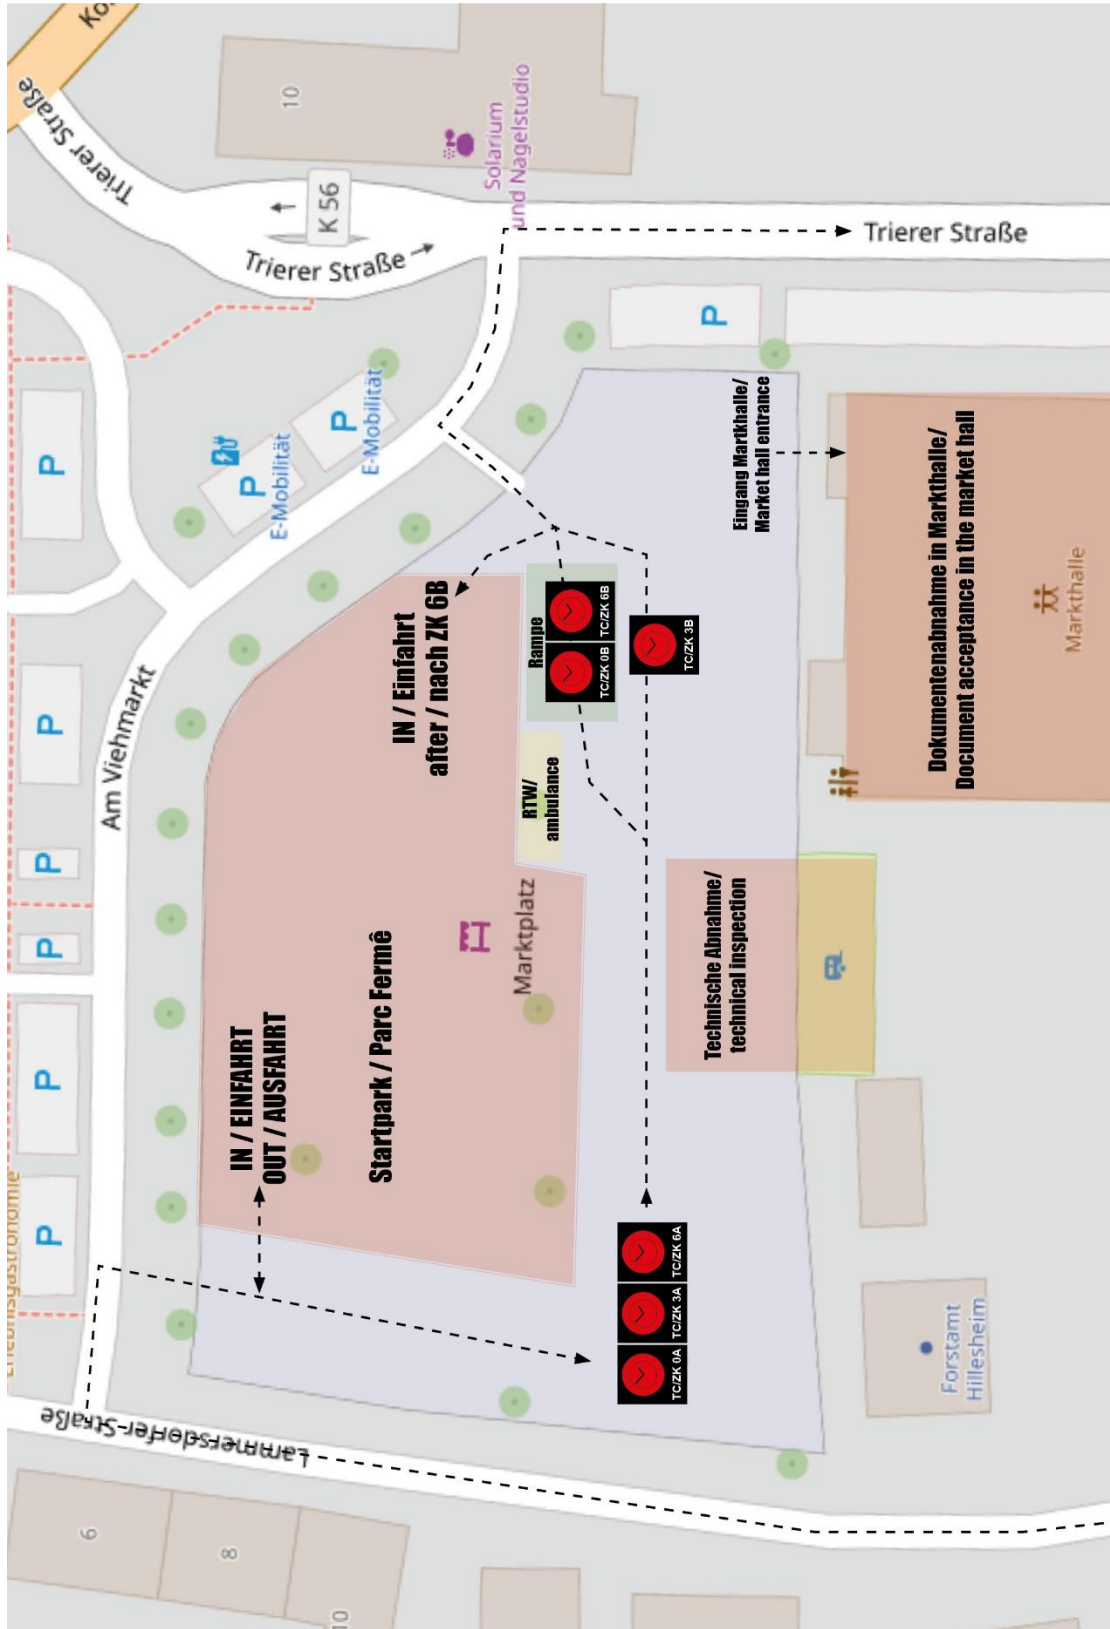 Trierer Straße
10
Solarium
und Nagelstudio
K 56
Trierer Straße
Trierer Straße
P
P
P
E-Mobilität
P
E-Mobilität
Eingang Martkhalle/
Market hall entrance
Dokumentenabnahme in Markthalle/
Document acceptance in the market hall
Markthalle
IN / Einfahrt
after / nach ZK 6B
Rampe
TC/ZK 0B
TC/ZK 6B
TC/ZK 3B
RTW/
ambulance
Am Viehmarkt
P
P
P
P
P
Marktplatz
Startpark / Parc Fermê
Technische Abnahme/
technical inspection
IN / EINFAHRT
OUT / AUSFAHRT
TC/ZK 0A
TC/ZK 3A
TC/ZK 6A
Forstamt
Hillesheim
Lammersdorfer Straße
6
8
10